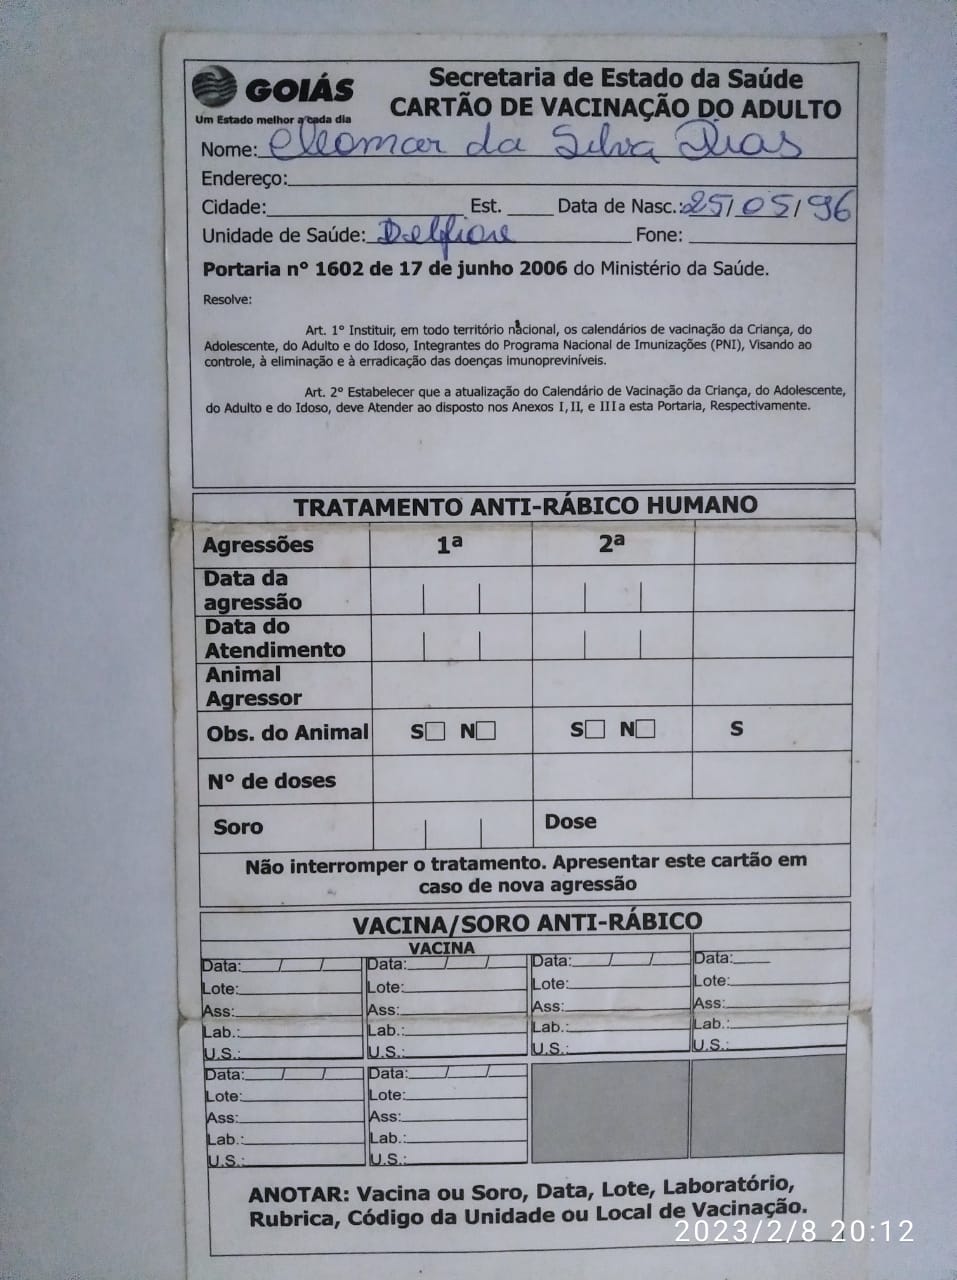 GOIÁS
Um Estado melhor a cada dia
Secretaria de Estado da Saúde
CARTÃO DE VACINAÇÃO DO ADULTO
Nome: Cleomar da Silva Dias
Endereço:
Cidade: Est. Data de Nasc.: 25/05/96
Unidade de Saúde: Delfiore Fone:
Portaria nº 1602 de 17 de junho 2006 do Ministério da Saúde.
Resolve:
Art. 1º Instituir, em todo território nacional, os calendários de vacinação da Criança, do
Adolescente, do Adulto e do Idoso, Integrantes do Programa Nacional de Imunizações (PNI), Visando ao
controle, à eliminação e à erradicação das doenças imunopreviníveis.
Art. 2º Estabelecer que a atualização do Calendário de Vacinação da Criança, do Adolescente,
do Adulto e do Idoso, deve Atender ao disposto nos Anexos I, II, e III a esta Portaria, Respectivamente.
TRATAMENTO ANTI-RÁBICO HUMANO
Agressões 1ª 2ª
Data da
agressão
Data do
Atendimento
Animal
Agressor
Obs. do Animal S N S N S
Nº de doses
Soro Dose
Não interromper o tratamento. Apresentar este cartão em
caso de nova agressão
VACINA/SORO ANTI-RÁBICO
VACINA
Data: / / Data: / / Data: / / Data:
Lote: Lote: Lote: Lote:
Ass: Ass: Ass: Ass:
Lab.: Lab.: Lab.: Lab.:
U.S.: U.S.: U.S.: U.S.:
Data: / / Data: / /
Lote: Lote:
Ass: Ass:
Lab.: Lab.:
U.S.: U.S.:
ANOTAR: Vacina ou Soro, Data, Lote, Laboratório,
Rubrica, Código da Unidade ou Local de Vacinação.
2023/2/8 20:12